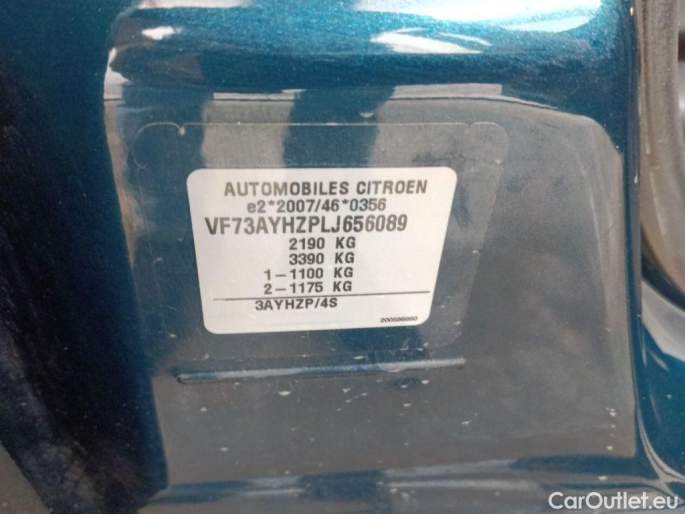 AUTOMOBILES CITROEN
e2*2007/46*0356
VF73AYHZPLJ656089
2190 KG
3390 KG
1-1100 KG
2-1175 KG
3AYHZP/4S
CarOutlet.eu